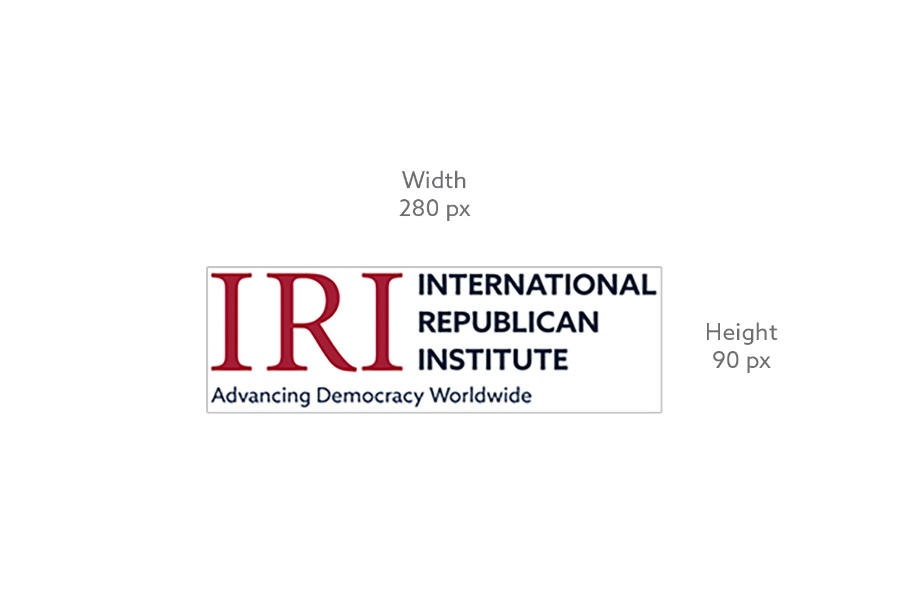 Width
280 px
IRI
INTERNATIONAL
REPUBLICAN
INSTITUTE
Advancing Democracy Worldwide
Height
90 px